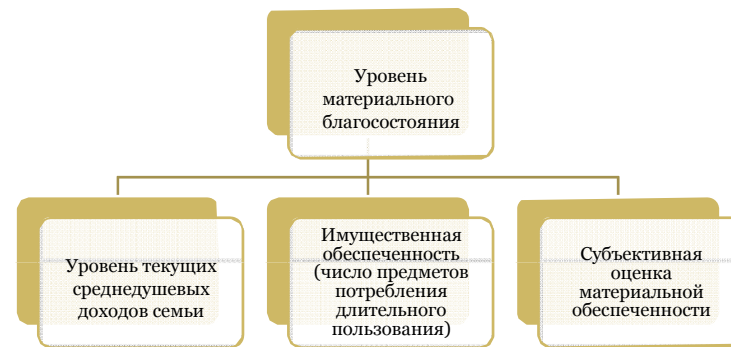 Уровень
материального
благосостояния
Уровень текущих
среднедушевых
доходов семьи
Имущественная
обеспеченность
(число предметов
потребления
длительного
пользования)
Субъективная
оценка
материальной
обеспеченности